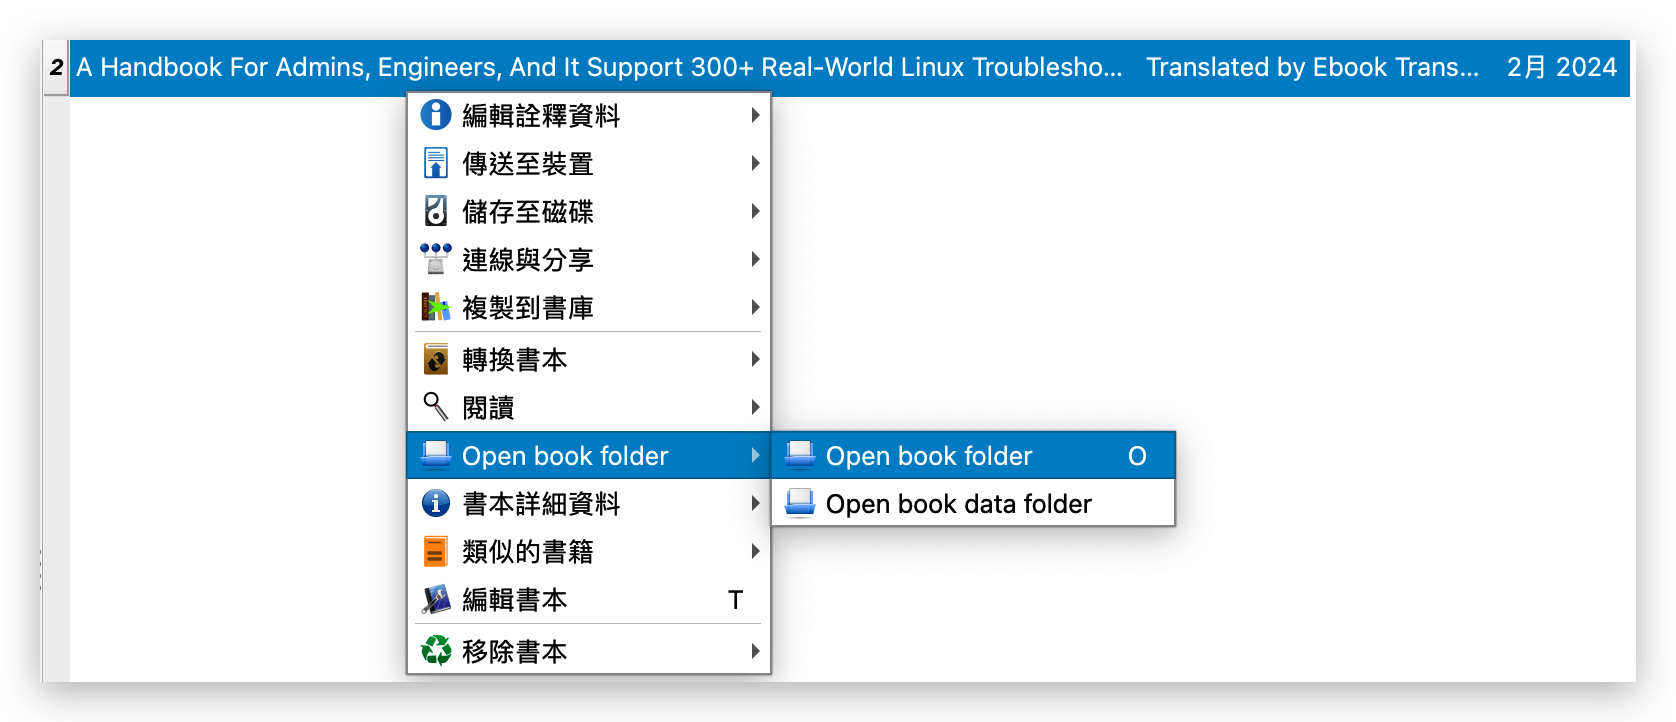 2 A Handbook For Admins, Engineers, And It Support 300+ Real-World Linux Troublesho... Translated by Ebook Trans... 2月 2024
編輯詮釋資料
傳送至裝置
儲存至磁碟
連線與分享
複製到書庫
轉換書本
閱讀
Open book folder
Open book folder O
書本詳細資料
Open book data folder
類似的書籍
編輯書本 T
移除書本